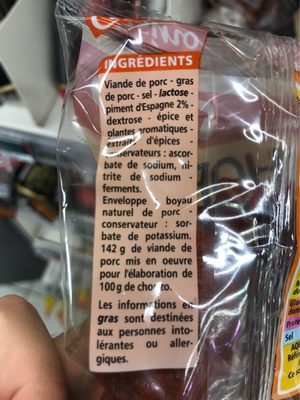 INGRÉDIENTS
Viande de porc - gras
de porc - sel - lactose -
piment d'Espagne 2% -
dextrose - épice et
plantes aromatiques -
extraits d'épices -
conservateurs : ascor-
bate de sodium, ni-
trite de sodium -
ferments.
Enveloppe : boyau
naturel de porc -
conservateur : sor-
bate de potassium.
142 g de viande de
porc mis en oeuvre
pour l'élaboration de
100 g de chorizo.
Les informations en
gras sont destinées
aux personnes into-
lérantes ou aller-
giques.
Sel